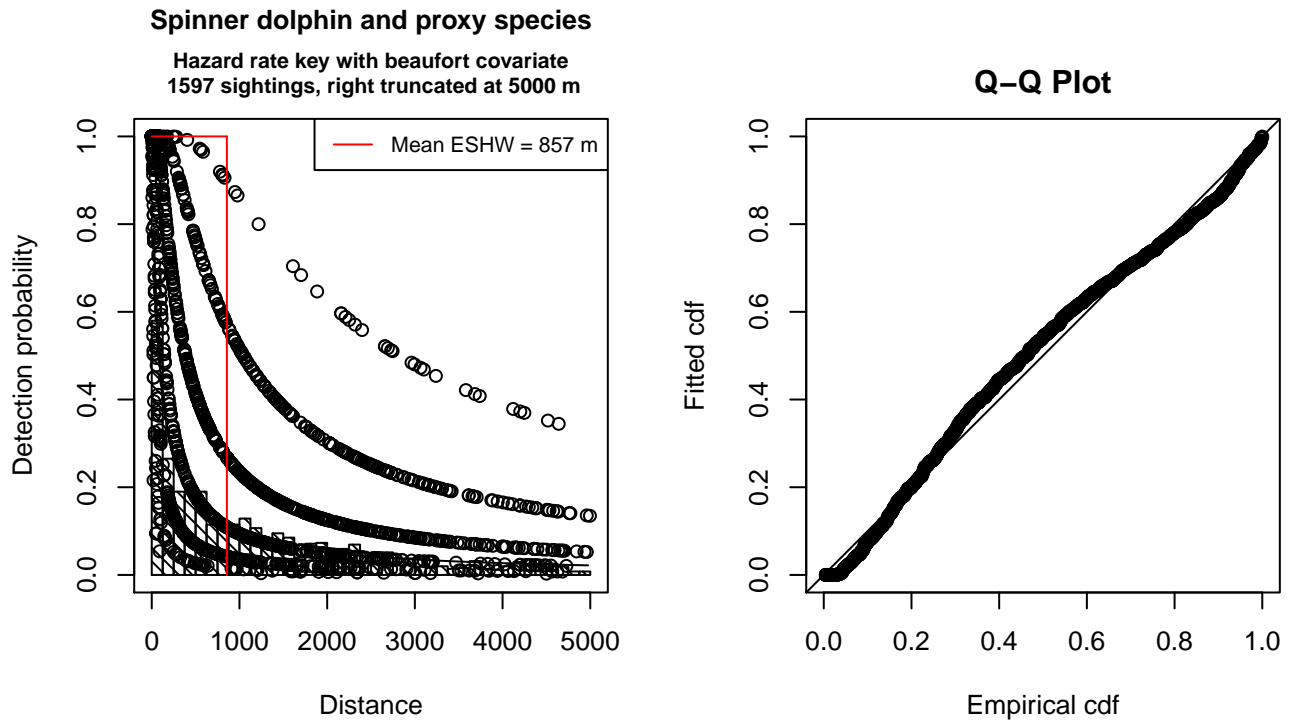 Spinner dolphin and proxy species
Hazard rate key with beaufort covariate
1597 sightings, right truncated at 5000 m
Mean ESHW = 857 m
Detection probability
0.0 0.2 0.4 0.6 0.8 1.0
0 1000 2000 3000 4000 5000
Distance
Q−Q Plot
Fitted cdf
0.0 0.2 0.4 0.6 0.8 1.0
0.0 0.2 0.4 0.6 0.8 1.0
Empirical cdf